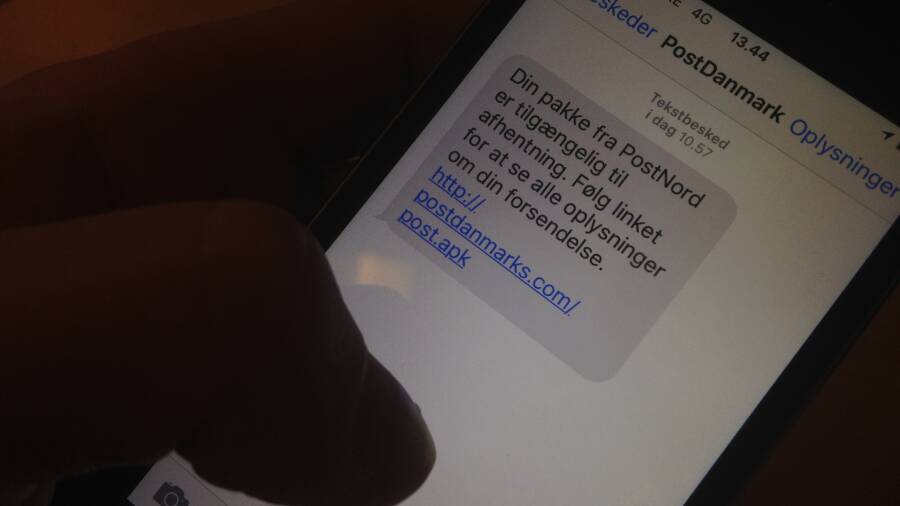 4G 13.44
Beskeder PostDanmark Oplysninger
Tekstbesked
i dag 10.57
Din pakke fra PostNord
er tilgængelig til
afhentning. Følg linket
for at se alle oplysninger
om din forsendelse.
http://
postdanmarks.com/
post.apk